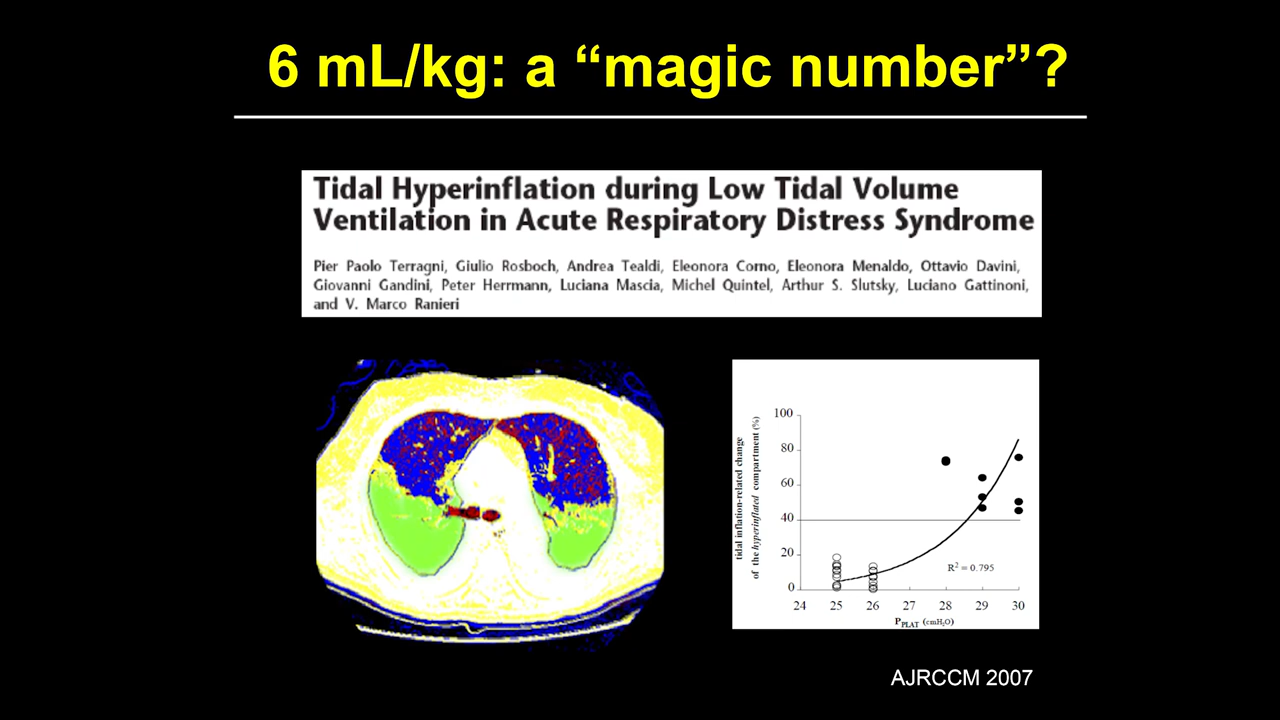 6 mL/kg: a “magic number”?
Tidal Hyperinflation during Low Tidal Volume
Ventilation in Acute Respiratory Distress Syndrome
Pier Paolo Terragni, Giulio Rosboch, Andrea Tealdi, Eleonora Corno, Eleonora Menaldo, Ottavio Davini,
Giovanni Gandini, Peter Herrmann, Luciana Mascia, Michel Quintel, Arthur S. Slutsky, Luciano Gattinoni,
and V. Marco Ranieri
tidal inflation-related change
of the hyperinflated compartment (%)
100
80
60
40
20
0
R² = 0.795
24 25 26 27 28 29 30
PPLAT (cmH2O)
AJRCCM 2007